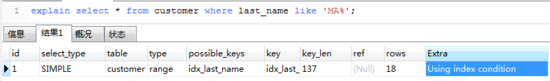 1 explain select * from customer where last_name like 'MA%';
信息 结果1 概况 状态
id select_type table type possible_keys key key_len ref rows Extra
1 SIMPLE customer range idx_last_name idx_last_ 137 (Null) 18 Using index condition